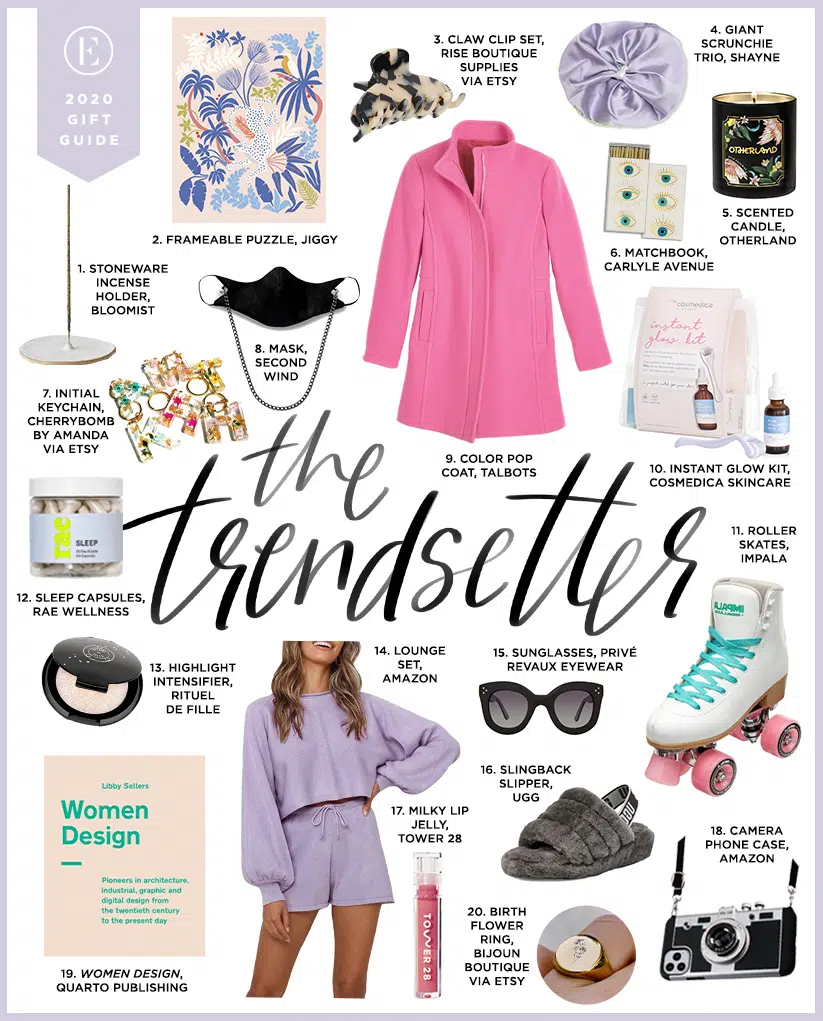 E
2020
GIFT
GUIDE
3. CLAW CLIP SET,
RISE BOUTIQUE
SUPPLIES
VIA ETSY
4. GIANT
SCRUNCHIE
TRIO, SHAYNE
OTHERLAND
5. SCENTED
CANDLE,
OTHERLAND
2. FRAMEABLE PUZZLE, JIGGY
6. MATCHBOOK,
CARLYLE AVENUE
1. STONEWARE
INCENSE
HOLDER,
BLOOMIST
8. MASK,
SECOND
WIND
cosmedica
instant
glow kit
7. INITIAL
KEYCHAIN,
CHERRYBOMB
BY AMANDA
VIA ETSY
9. COLOR POP
COAT, TALBOTS
10. INSTANT GLOW KIT,
COSMEDICA SKINCARE
the
trendsetter
rae
SLEEP
11. ROLLER
SKATES,
IMPALA
12. SLEEP CAPSULES,
RAE WELLNESS
IMPALA
13. HIGHLIGHT
INTENSIFIER,
RITUEL
DE FILLE
14. LOUNGE
SET,
AMAZON
15. SUNGLASSES, PRIVÉ
REVAUX EYEWEAR
16. SLINGBACK
SLIPPER,
UGG
Libby Sellers
Women
Design
Pioneers in architecture,
industrial, graphic and
digital design from
the twentieth century
to the present day
17. MILKY LIP
JELLY,
TOWER 28
TOWER 28
18. CAMERA
PHONE CASE,
AMAZON
19. WOMEN DESIGN,
QUARTO PUBLISHING
20. BIRTH
FLOWER
RING,
BIJOUN
BOUTIQUE
VIA ETSY